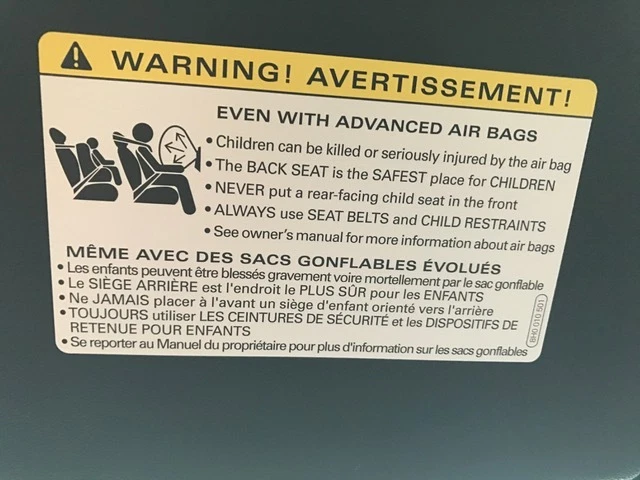 WARNING! AVERTISSEMENT!
EVEN WITH ADVANCED AIR BAGS
• Children can be killed or seriously injured by the air bag
• The BACK SEAT is the SAFEST place for CHILDREN
• NEVER put a rear-facing child seat in the front
• ALWAYS use SEAT BELTS and CHILD RESTRAINTS
• See owner's manual for more information about air bags
MÊME AVEC DES SACS GONFLABLES ÉVOLUÉS
• Les enfants peuvent être blessés gravement voire mortellement par le sac gonflable
• Le SIÈGE ARRIÈRE est l'endroit le PLUS SÛR pour les ENFANTS
• Ne JAMAIS placer à l'avant un siège d'enfant orienté vers l'arrière
• TOUJOURS utiliser LES CEINTURES DE SÉCURITÉ et les DISPOSITIFS DE
RETENUE POUR ENFANTS
• Se reporter au Manuel du propriétaire pour plus d'information sur les sacs gonflables
8H0 010 501